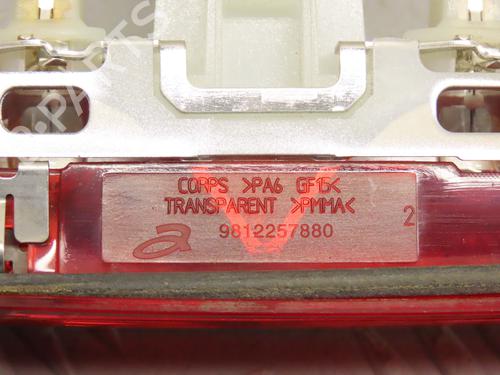 CORPS >PA6 GF15<
TRANSPARENT >PMMA<
9812257880
2